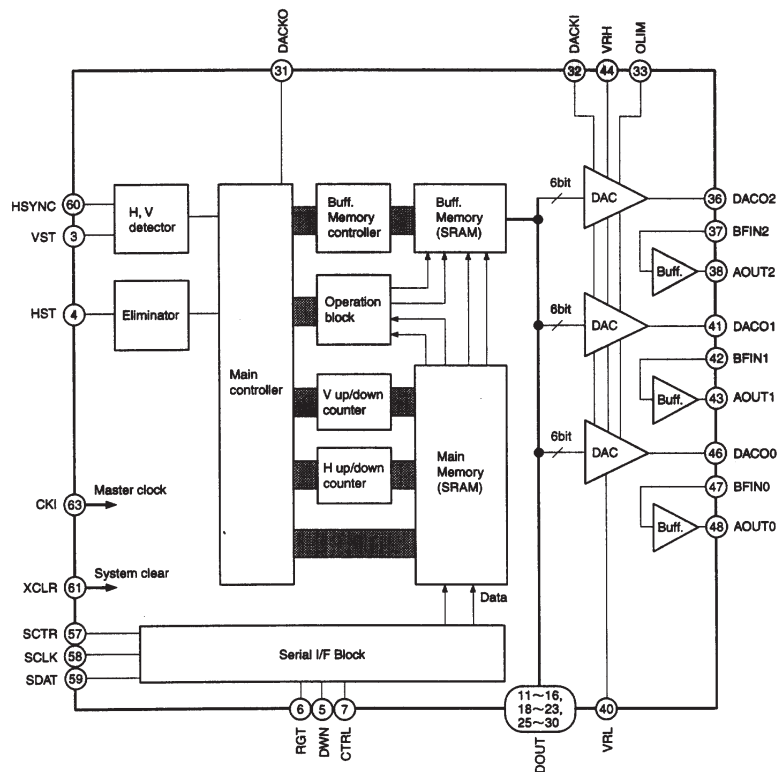 DACKO
DACKI
VRH
OLIM
31
32
44
33
HSYNC
60
VST
3
H, V
detector
HST
4
Eliminator
Main
controller
Buff.
Memory
controller
Buff.
Memory
(SRAM)
Operation
block
V up/down
counter
H up/down
counter
Main
Memory
(SRAM)
6bit
DAC
36
DACO2
37
BFIN2
Buff.
38
AOUT2
6bit
DAC
41
DACO1
42
BFIN1
Buff.
43
AOUT1
6bit
DAC
46
DACO0
47
BFIN0
Buff.
48
AOUT0
CKI
63
Master clock
XCLR
61
System clear
Data
SCTR
57
SCLK
58
SDAT
59
Serial I/F Block
6
5
7
RGT
DWN
CTRL
11~16,
18~23,
25~30
DOUT
40
VRL